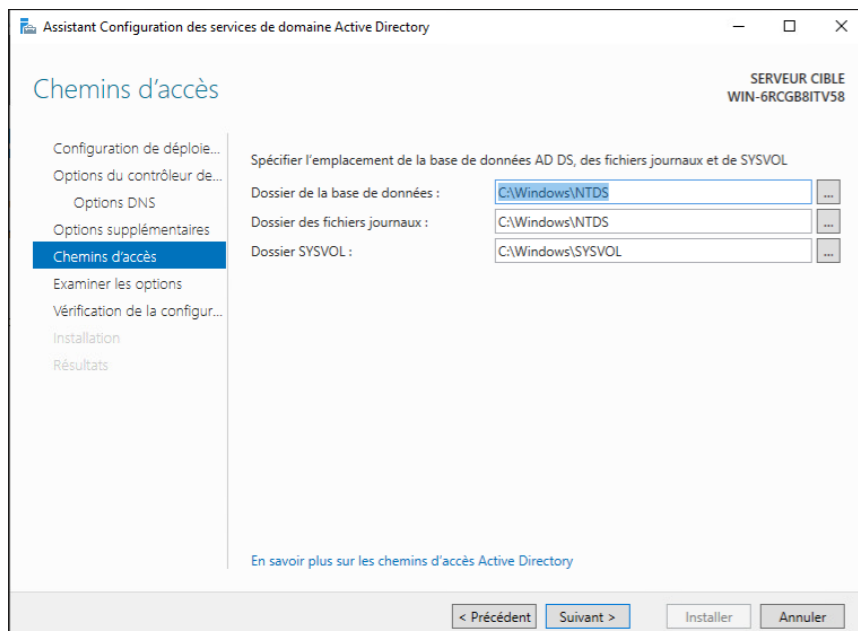 Assistant Configuration des services de domaine Active Directory
Chemins d'accès
SERVEUR CIBLE
WIN-6RCGB8ITV58
Configuration de déploie...
Options du contrôleur de...
Options DNS
Options supplémentaires
Chemins d'accès
Examiner les options
Vérification de la configur...
Installation
Résultats
Spécifier l'emplacement de la base de données AD DS, des fichiers journaux et de SYSVOL
Dossier de la base de données : C:\Windows\NTDS ...
Dossier des fichiers journaux : C:\Windows\NTDS ...
Dossier SYSVOL : C:\Windows\SYSVOL ...
En savoir plus sur les chemins d'accès Active Directory
< Précédent Suivant > Installer Annuler